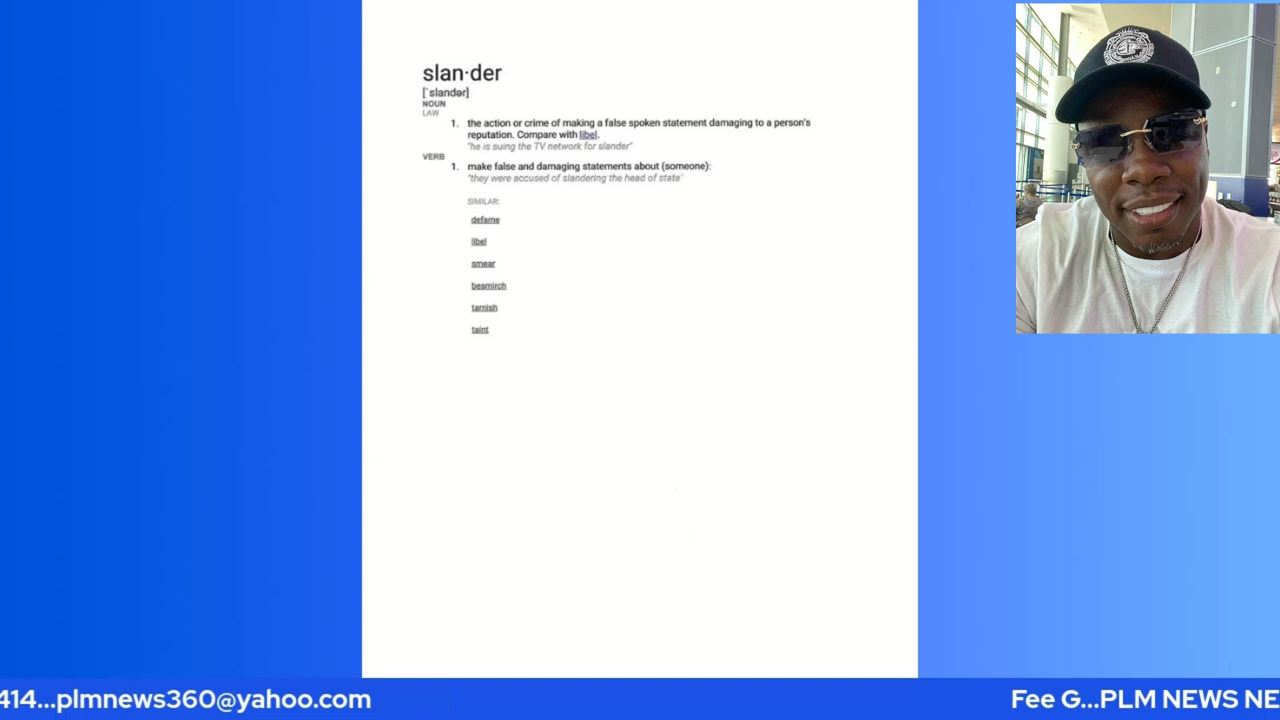 slan·der
['slandər]
NOUN
LAW
1. the action or crime of making a false spoken statement damaging to a person's
reputation. Compare with libel.
"he is suing the TV network for slander"
VERB
1. make false and damaging statements about (someone):
"they were accused of slandering the head of state"
SIMILAR:
defame
libel
smear
besmirch
tarnish
taint
414...plmnews360@yahoo.com
Fee G...PLM NEWS NE